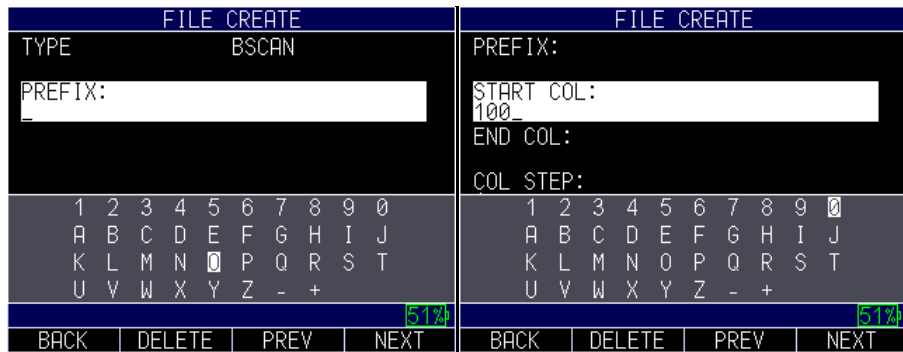 FILE CREATE
TYPE BSCAN
PREFIX:
_
1 2 3 4 5 6 7 8 9 0
A B C D E F G H I J
K L M N O P Q R S T
U V W X Y Z - +
51%
BACK DELETE PREV NEXT
FILE CREATE
PREFIX:
START COL:
100_
END COL:
COL STEP:
1 2 3 4 5 6 7 8 9 0
A B C D E F G H I J
K L M N O P Q R S T
U V W X Y Z - +
51%
BACK DELETE PREV NEXT